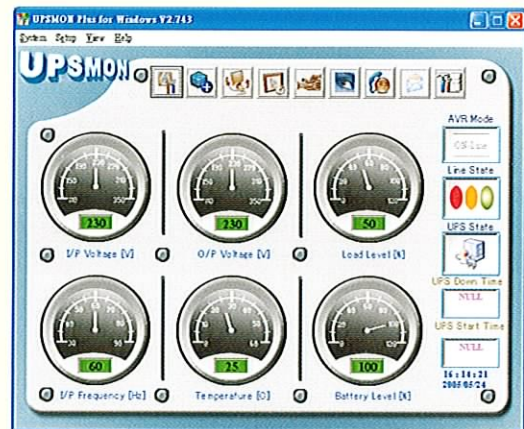 UPSMON Plus for Windows V2.743
System Setup View Help
UPSMON
AVR Mode
ON-line
Line State
UPS State
UPS Down Time
NULL
UPS Start Time
NULL
16:14:21
2005/05/24
230
I/P Voltage [V]
230
O/P Voltage [V]
50
Load Level [%]
60
I/P Frequency [Hz]
25
Temperature [C]
100
Battery Level [%]